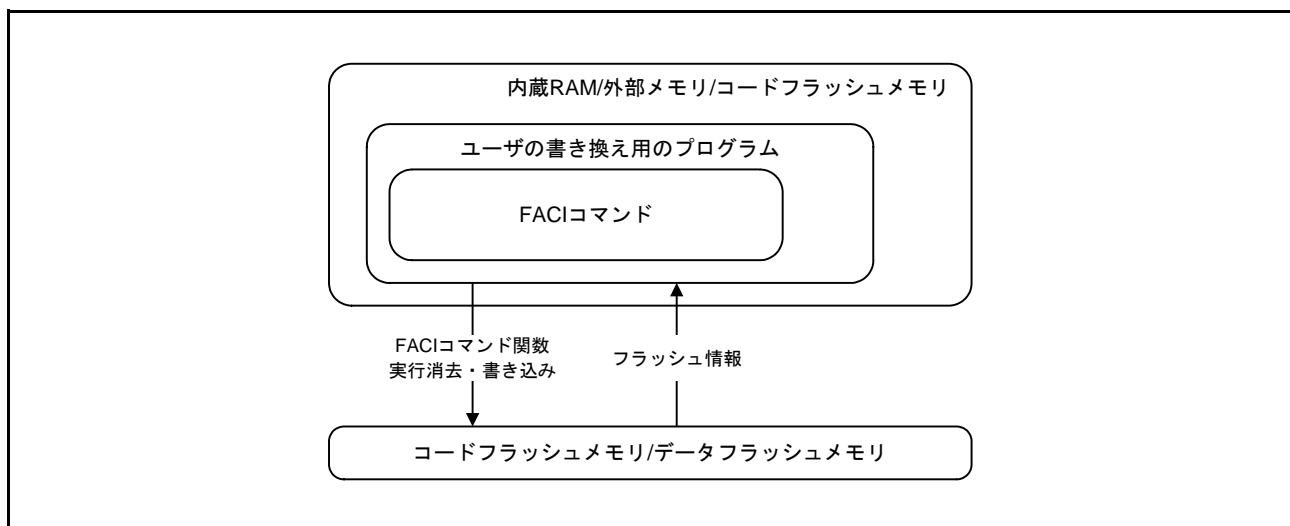 内蔵RAM/外部メモリ/コードフラッシュメモリ
ユーザの書き換え用のプログラム
FACIコマンド
FACIコマンド関数
実行消去・書き込み
フラッシュ情報
コードフラッシュメモリ/データフラッシュメモリ